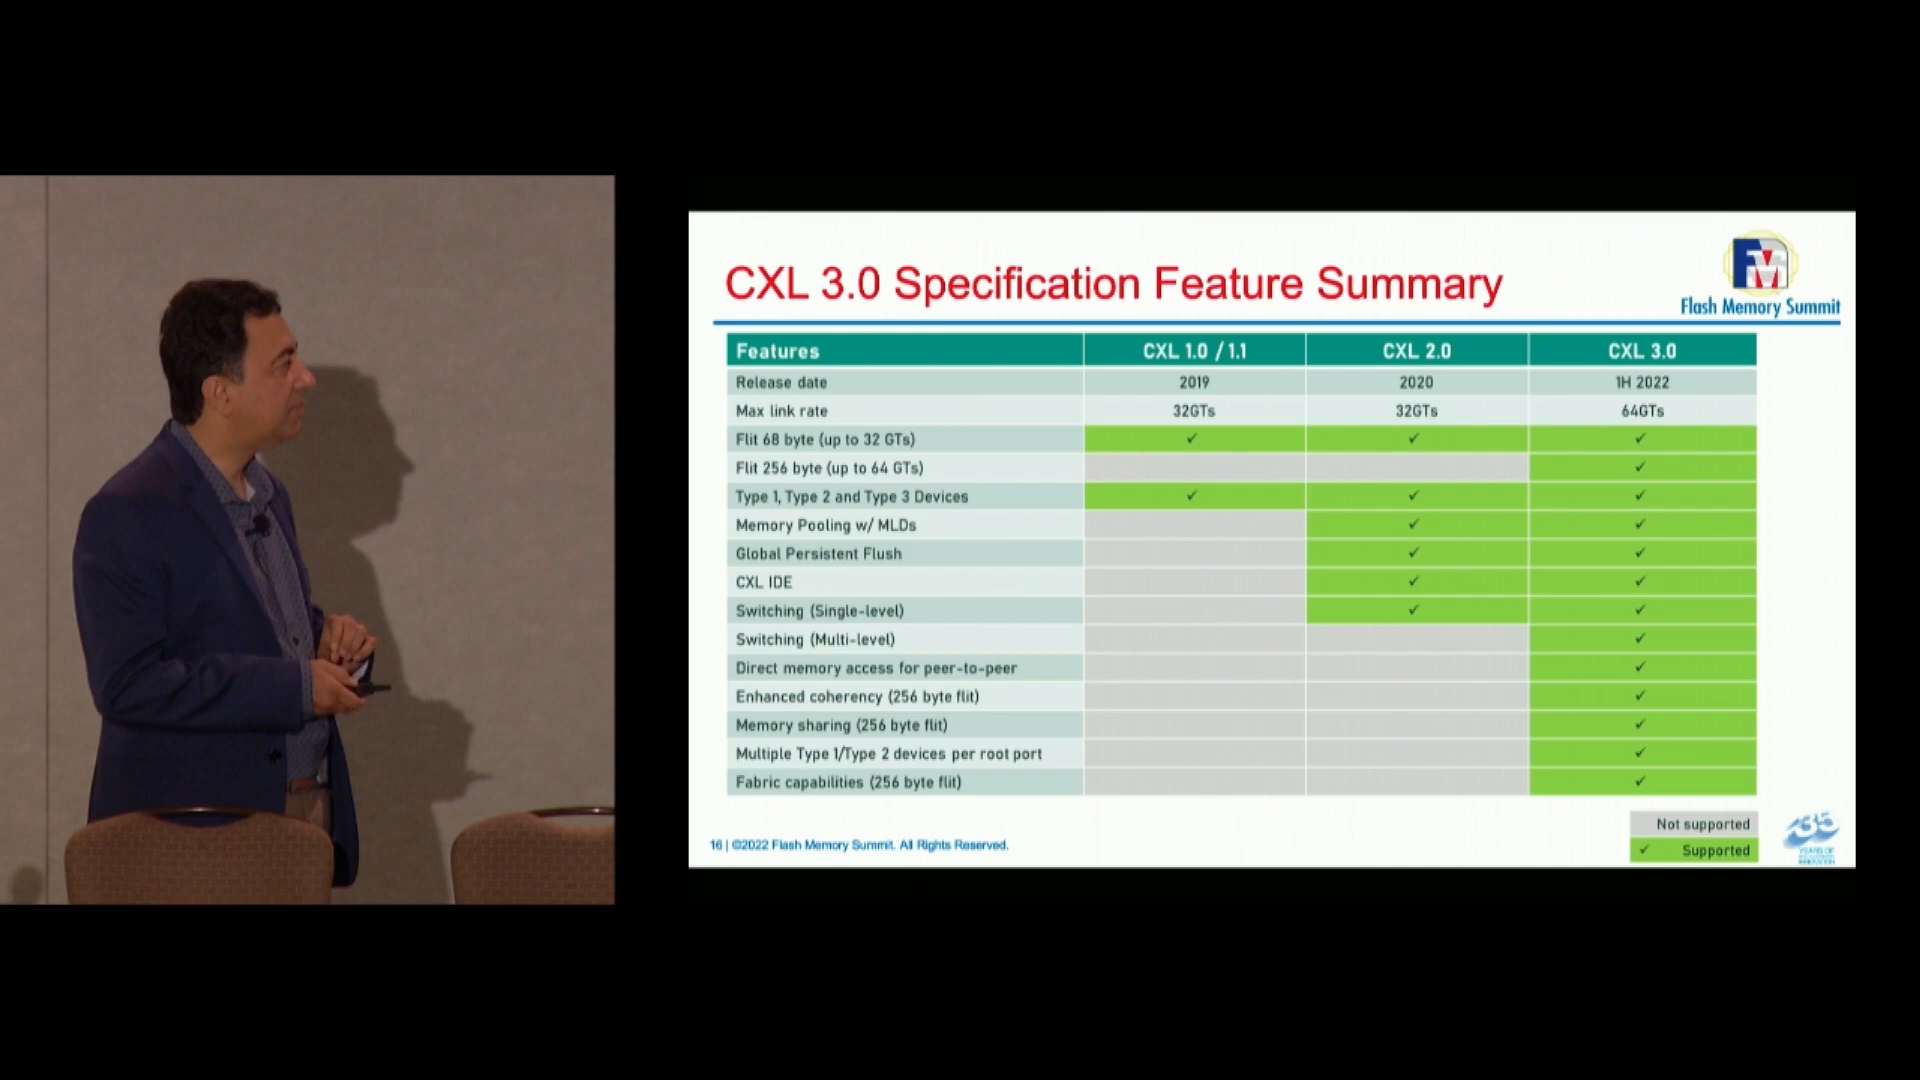 CXL 3.0 Specification Feature Summary
Flash Memory Summit
Features CXL 1.0 / 1.1 CXL 2.0 CXL 3.0
Release date 2019 2020 1H 2022
Max link rate 32GTs 32GTs 64GTs
Flit 68 byte (up to 32 GTs) ✓ ✓ ✓
Flit 256 byte (up to 64 GTs) ✓
Type 1, Type 2 and Type 3 Devices ✓ ✓ ✓
Memory Pooling w/ MLDs ✓ ✓
Global Persistent Flush ✓ ✓
CXL IDE ✓ ✓
Switching (Single-level) ✓ ✓
Switching (Multi-level) ✓
Direct memory access for peer-to-peer ✓
Enhanced coherency (256 byte flit) ✓
Memory sharing (256 byte flit) ✓
Multiple Type 1/Type 2 devices per root port ✓
Fabric capabilities (256 byte flit) ✓
Not supported
✓ Supported
16 | ©2022 Flash Memory Summit. All Rights Reserved.
35
YEARS OF